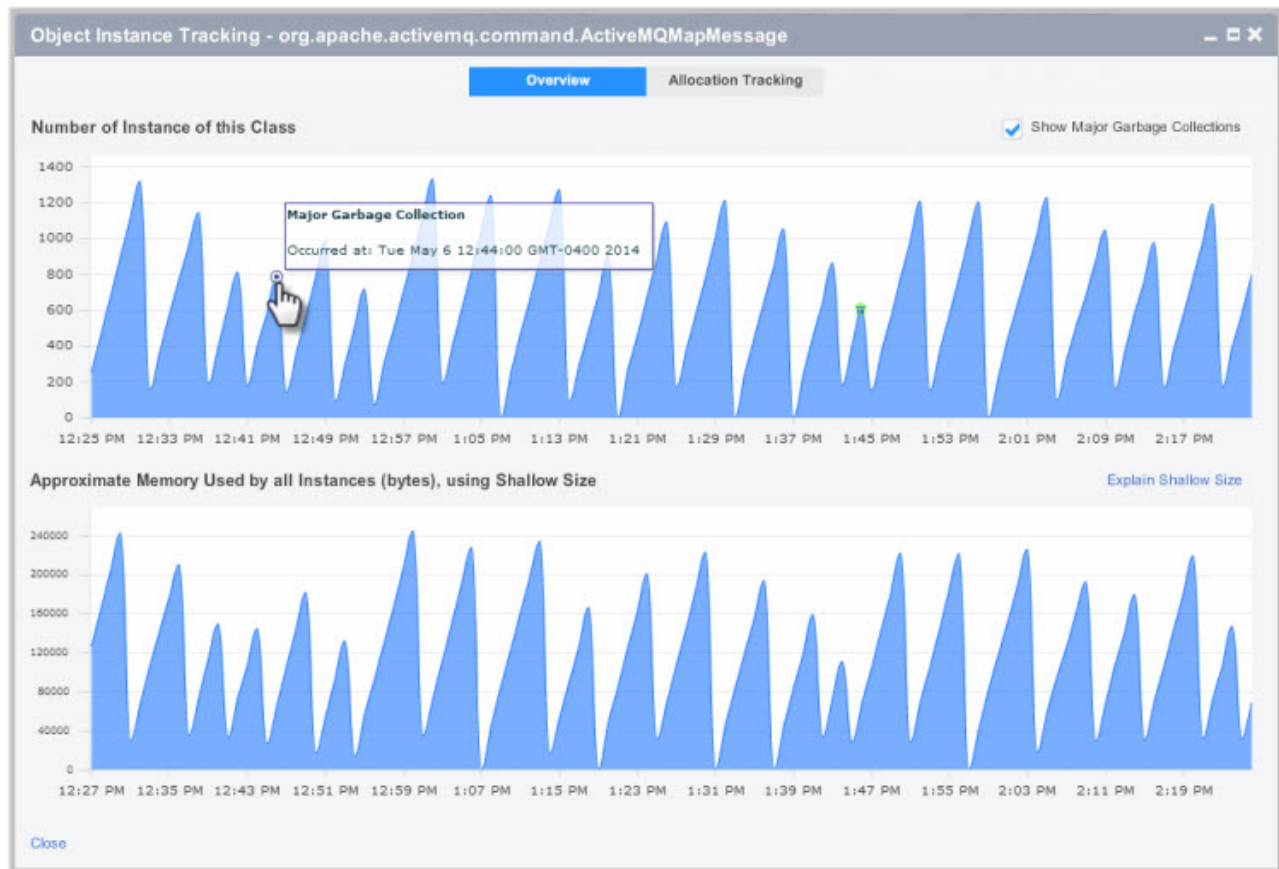 Object Instance Tracking - org.apache.activemq.command.ActiveMQMapMessage
Overview Allocation Tracking
Number of Instance of this Class
Show Major Garbage Collections
1400
1200
1000
800
600
400
200
0
Major Garbage Collection
Occurred at: Tue May 6 12:44:00 GMT-0400 2014
12:25 PM 12:33 PM 12:41 PM 12:49 PM 12:57 PM 1:05 PM 1:13 PM 1:21 PM 1:29 PM 1:37 PM 1:45 PM 1:53 PM 2:01 PM 2:09 PM 2:17 PM
Approximate Memory Used by all Instances (bytes), using Shallow Size
Explain Shallow Size
240000
200000
160000
120000
80000
40000
0
12:27 PM 12:35 PM 12:43 PM 12:51 PM 12:59 PM 1:07 PM 1:15 PM 1:23 PM 1:31 PM 1:39 PM 1:47 PM 1:55 PM 2:03 PM 2:11 PM 2:19 PM
Close